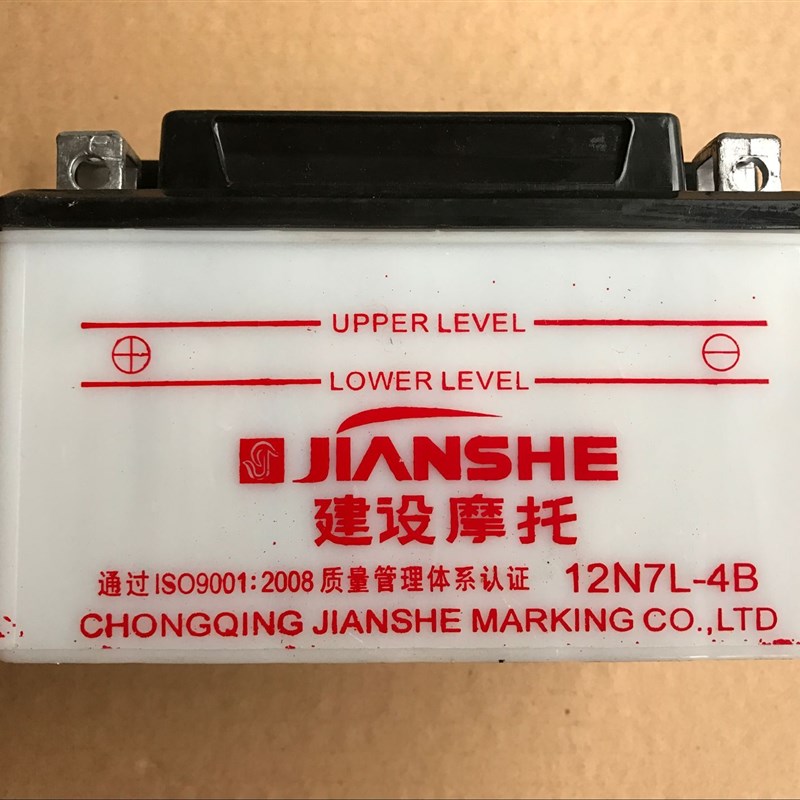 UPPER LEVEL
⊕ ⊖
LOWER LEVEL
JIANSHE
建设摩托
通过ISO9001:2008质量管理体系认证 12N7L-4B
CHONGQING JIANSHE MARKING CO.,LTD